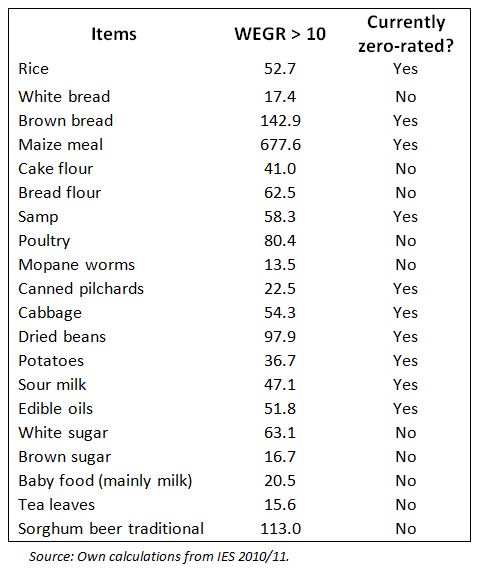 Items WEGR > 10 Currently zero-rated?
Rice 52.7 Yes
White bread 17.4 No
Brown bread 142.9 Yes
Maize meal 677.6 Yes
Cake flour 41.0 No
Bread flour 62.5 No
Samp 58.3 Yes
Poultry 80.4 No
Mopane worms 13.5 No
Canned pilchards 22.5 Yes
Cabbage 54.3 Yes
Dried beans 97.9 Yes
Potatoes 36.7 Yes
Sour milk 47.1 Yes
Edible oils 51.8 Yes
White sugar 63.1 No
Brown sugar 16.7 No
Baby food (mainly milk) 20.5 No
Tea leaves 15.6 No
Sorghum beer traditional 113.0 No
Source: Own calculations from IES 2010/11.